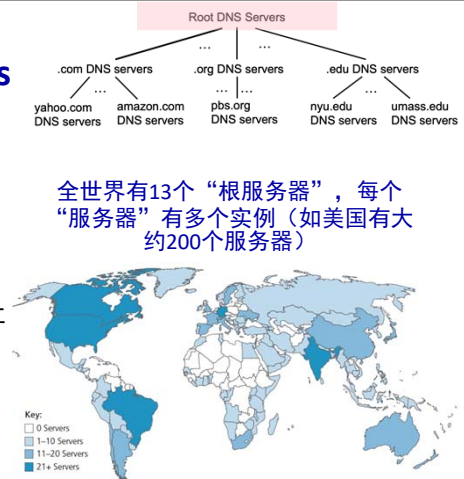 Root DNS Servers
… …
.com DNS servers .org DNS servers .edu DNS servers
s
… … … …
yahoo.com amazon.com pbs.org nyu.edu umass.edu
DNS servers DNS servers DNS servers DNS servers DNS servers
全世界有13个“根服务器”，每个
“服务器”有多个实例（如美国有大
约200个服务器）
Key:
0 Servers
1–10 Servers
11–20 Servers
21+ Servers